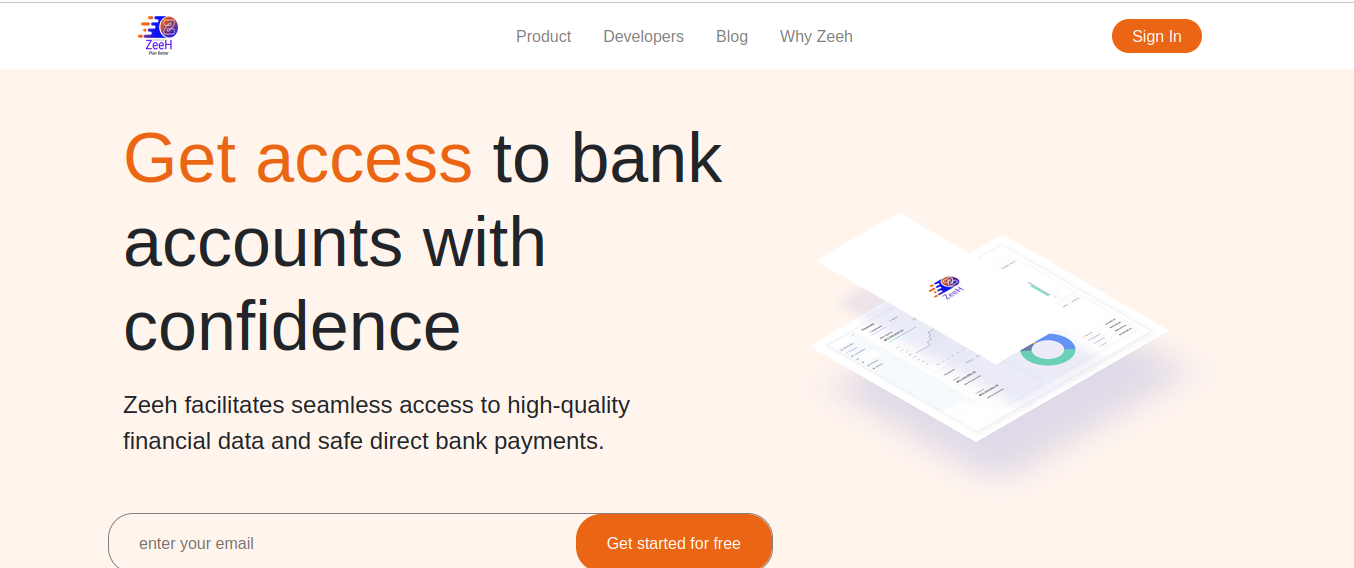 ZeeH
Plan Better
Product Developers Blog Why Zeeh
Sign In
Get access to bank
accounts with
confidence
Zeeh facilitates seamless access to high-quality
financial data and safe direct bank payments.
enter your email
Get started for free
ZeeH